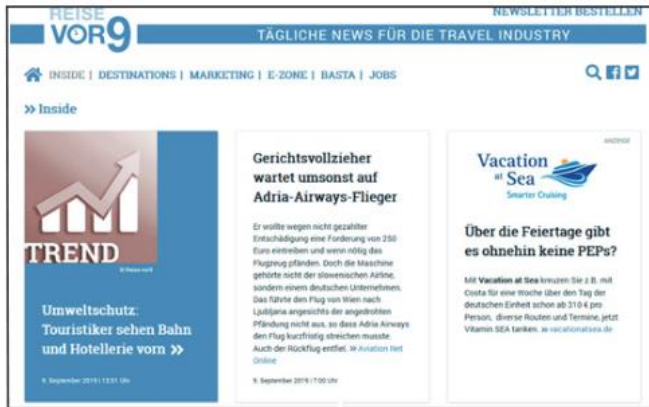 NEWSLETTER BESTELLEN
REISE
VOR9
TÄGLICHE NEWS FÜR DIE TRAVEL INDUSTRY
INSIDE | DESTINATIONS | MARKETING | E-ZONE | BASTA | JOBS
» Inside
TREND
© Reise vor9
Umweltschutz:
Touristiker sehen Bahn
und Hotellerie vorn »
9. September 2019 | 13:51 Uhr
Gerichtsvollzieher
wartet umsonst auf
Adria-Airways-Flieger
Er wollte wegen nicht gezahlter
Entschädigung eine Forderung von 250
Euro eintreiben und wenn nötig das
Flugzeug pfänden. Doch die Maschine
gehörte nicht der slowenischen Airline,
sondern einem deutschen Unternehmen.
Das führte den Flug von Wien nach
Ljubljana angesichts der angedrohten
Pfändung nicht aus, so dass Adria Airways
den Flug kurzfristig streichen musste.
Auch der Rückflug entfiel. » Aviation Net
Online
9. September 2019 | 7:00 Uhr
ANZEIGE
Vacation
at Sea
Smarter Cruising
Über die Feiertage gibt
es ohnehin keine PEPs?
Mit Vacation at Sea kreuzen Sie z.B. mit
Costa für eine Woche über den Tag der
deutschen Einheit schon ab 310 € pro
Person, diverse Routen und Termine, jetzt
Vitamin SEA tanken. » vacationatsea.de